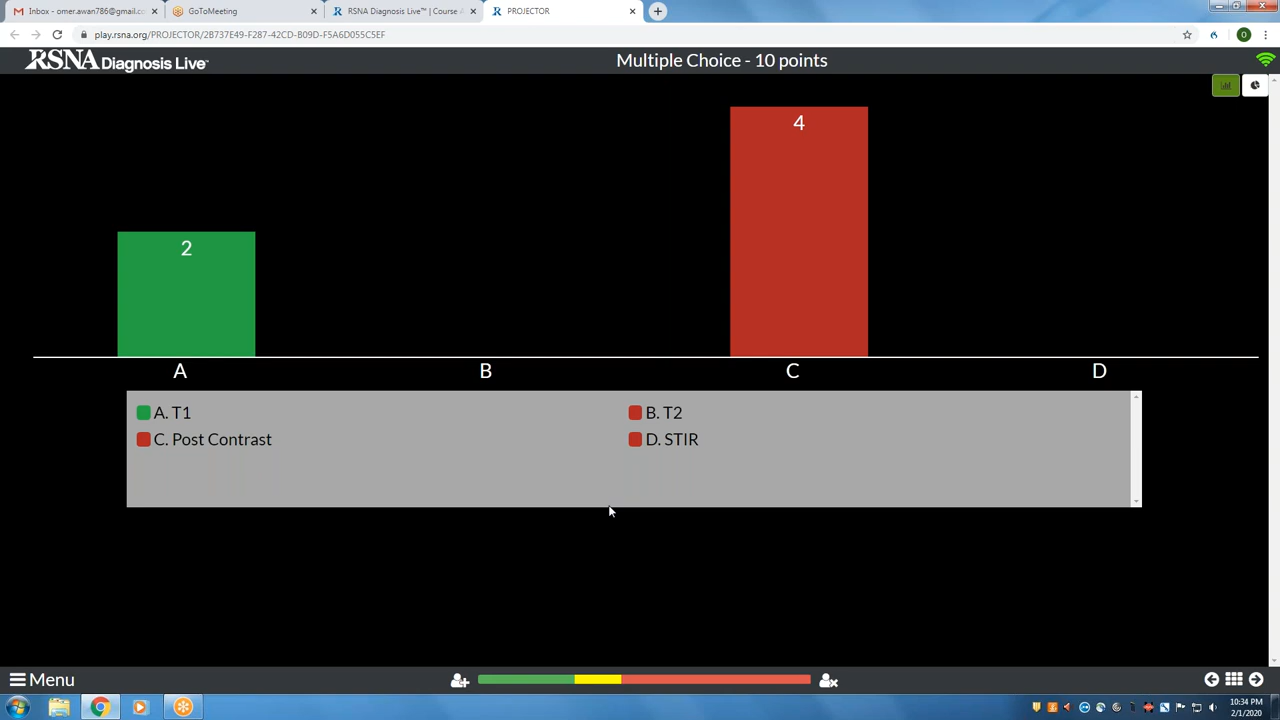 Inbox - omer.awan786@gmail.c
GoToMeeting
RSNA Diagnosis Live™ | Course
PROJECTOR
play.rsna.org/PROJECTOR/2B737E49-F287-42CD-B09D-F5A6D055C5EF
O
RSNA Diagnosis Live™
Multiple Choice - 10 points
2
4
A
B
C
D
A. T1
B. T2
C. Post Contrast
D. STIR
Menu
10:34 PM
2/1/2020